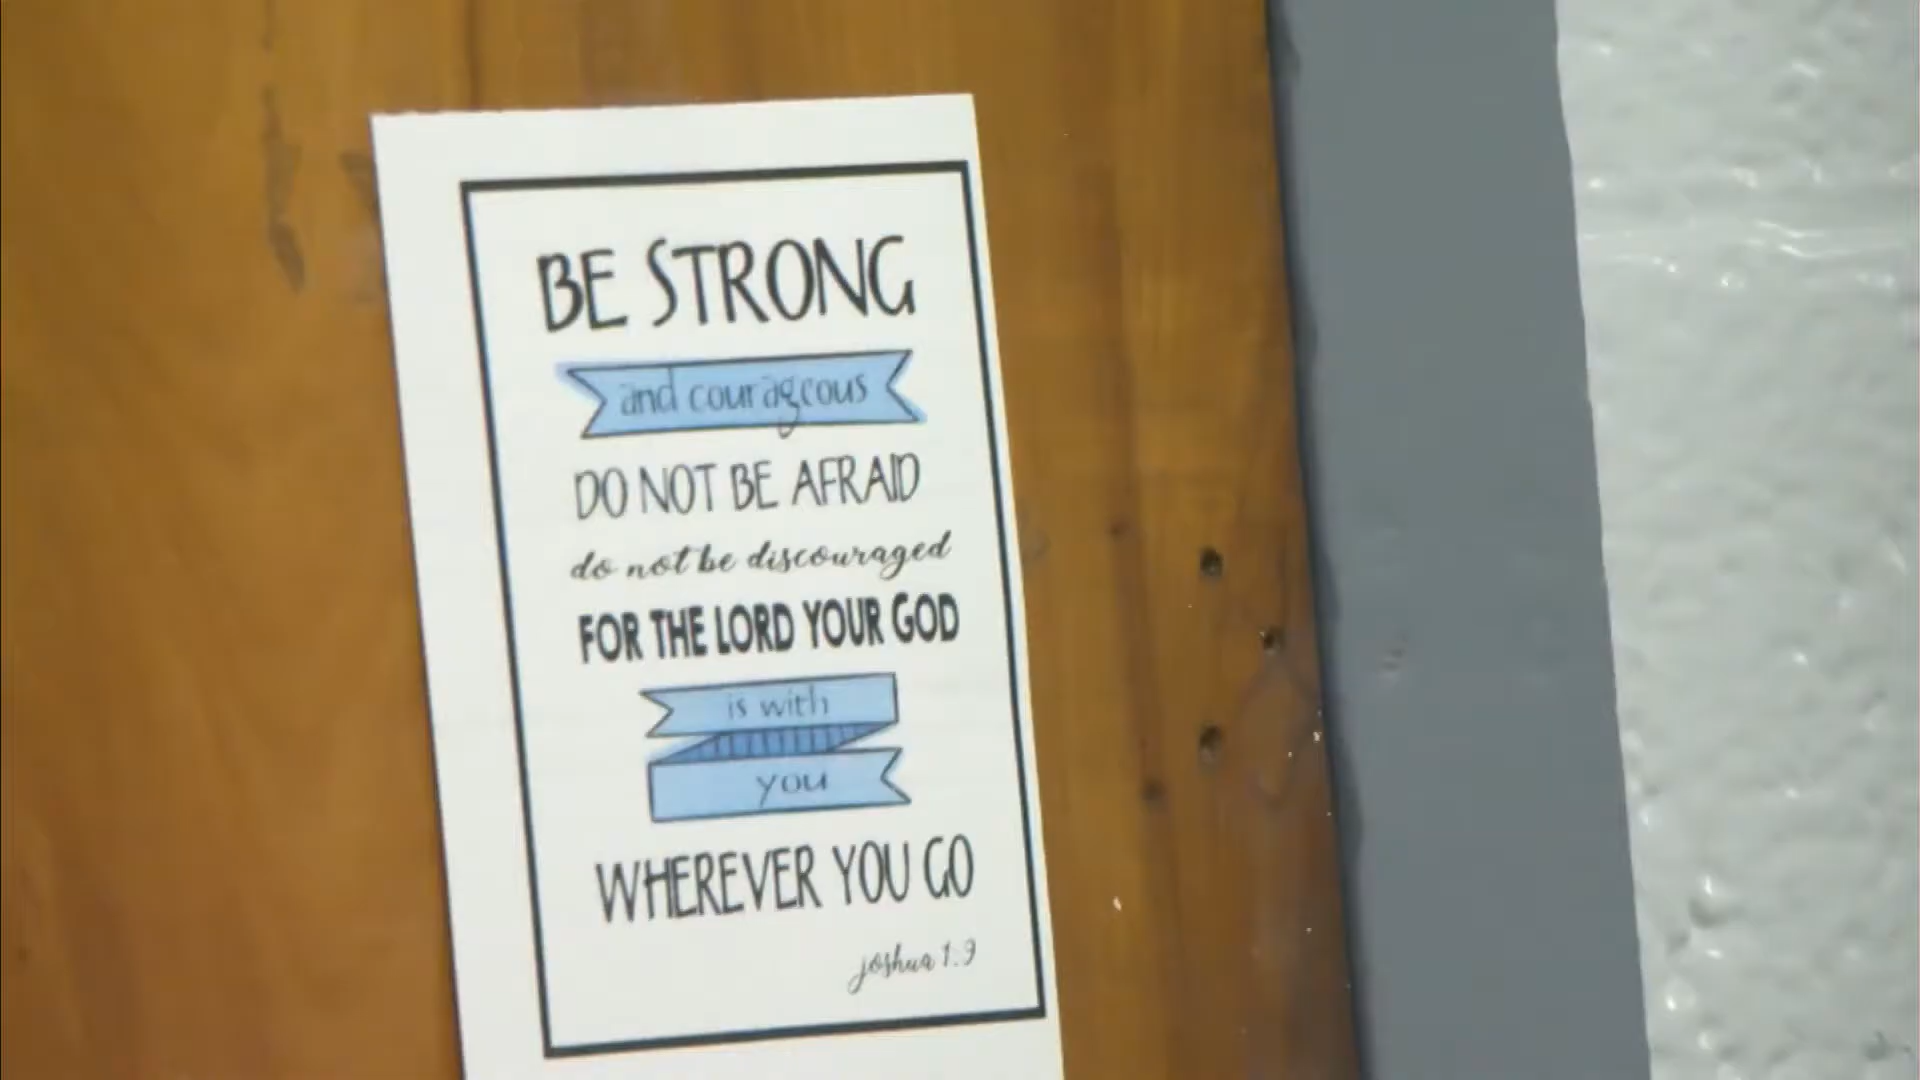 BE STRONG
and courageous
DO NOT BE AFRAID
do not be discouraged
FOR THE LORD YOUR GOD
is with
you
WHEREVER YOU GO
joshua 1:9